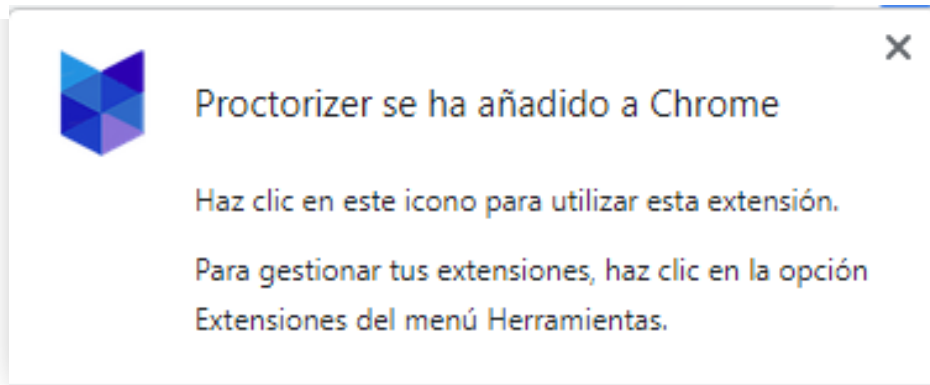 Proctorizer se ha añadido a Chrome
Haz clic en este icono para utilizar esta extensión.
Para gestionar tus extensiones, haz clic en la opción
Extensiones del menú Herramientas.